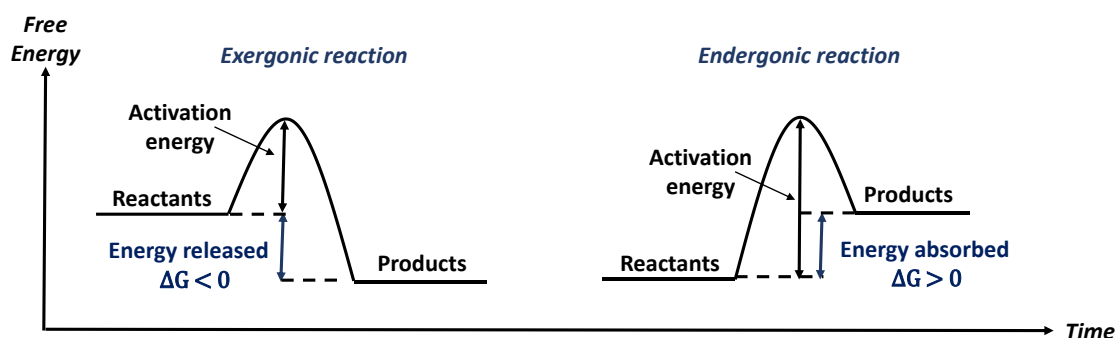 Free
Energy
Exergonic reaction
Activation
energy
Reactants
Energy released
ΔG < 0
Products
Endergonic reaction
Activation
energy
Products
Reactants
Energy absorbed
ΔG > 0
Time